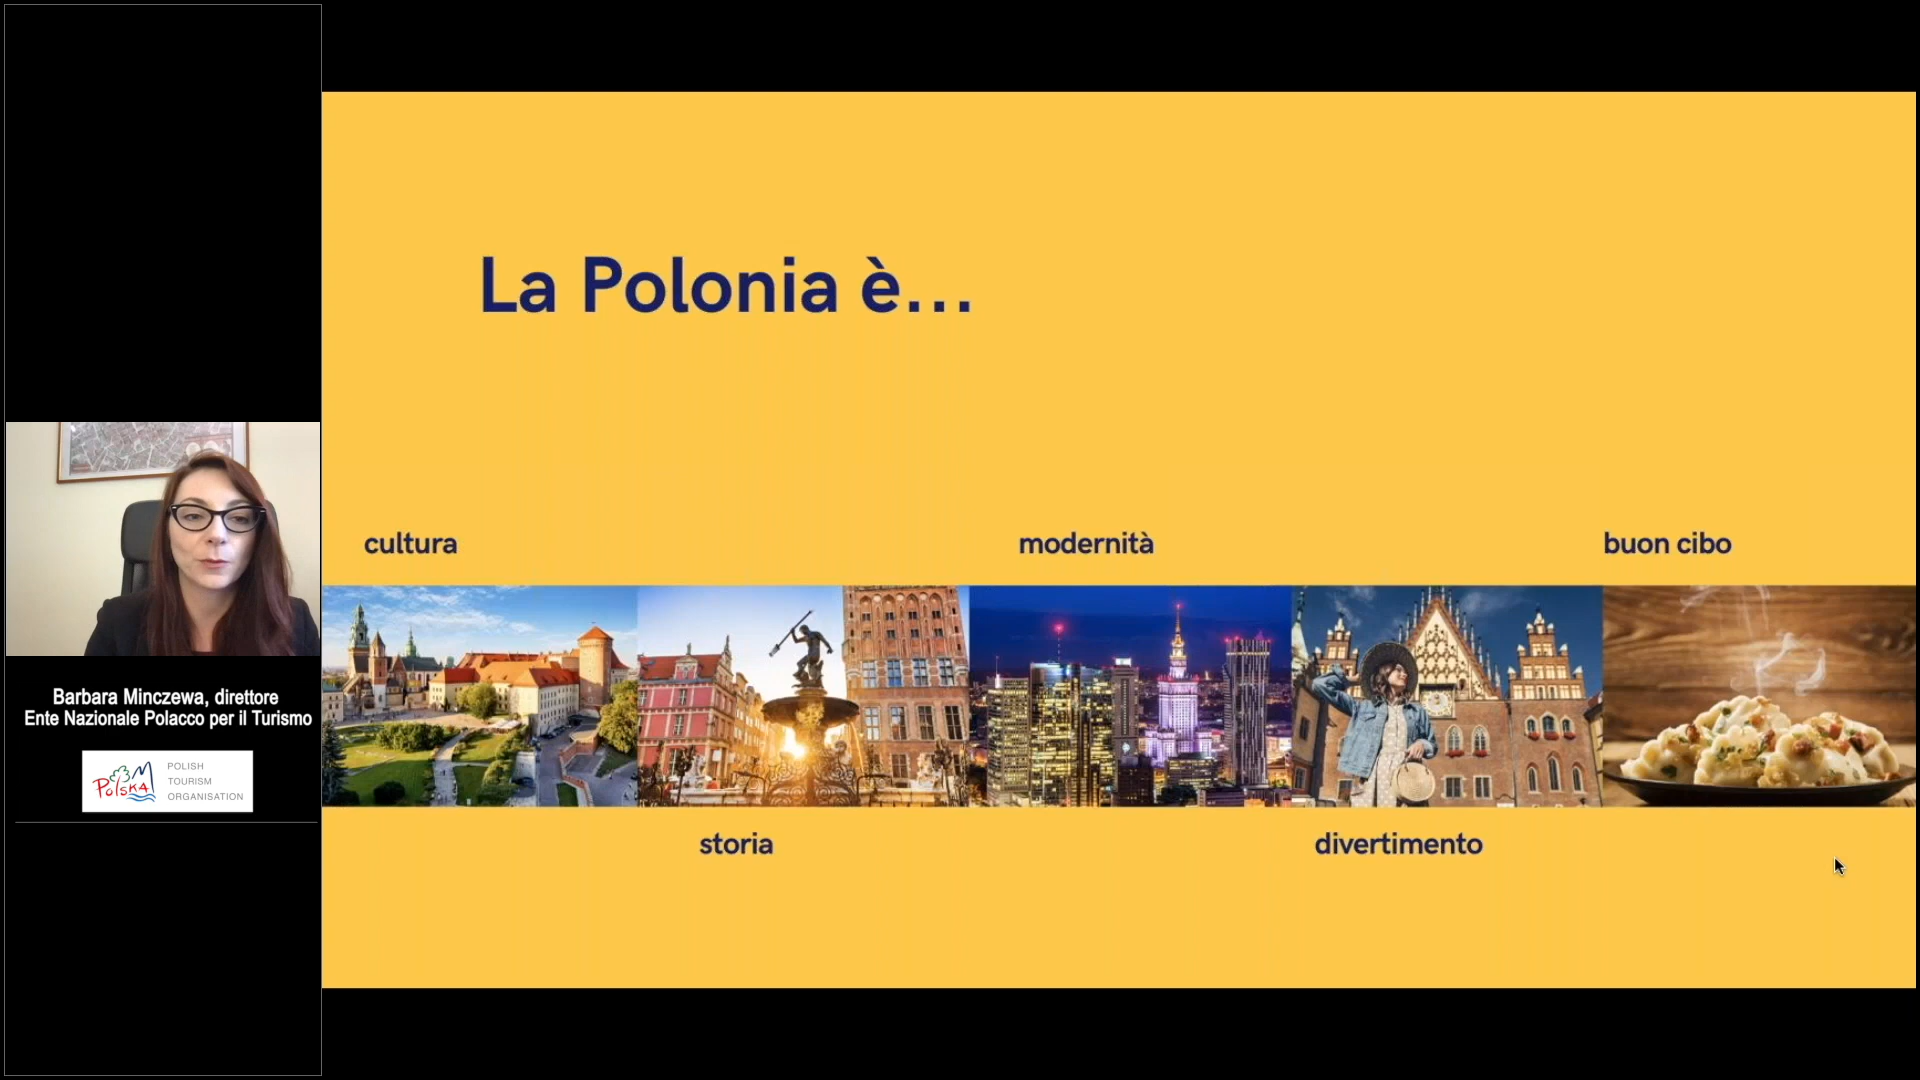 La Polonia è...
cultura
modernità
buon cibo
storia
divertimento
Barbara Minczewa, direttore
Ente Nazionale Polacco per il Turismo
POLSKA
POLISH
TOURISM
ORGANISATION